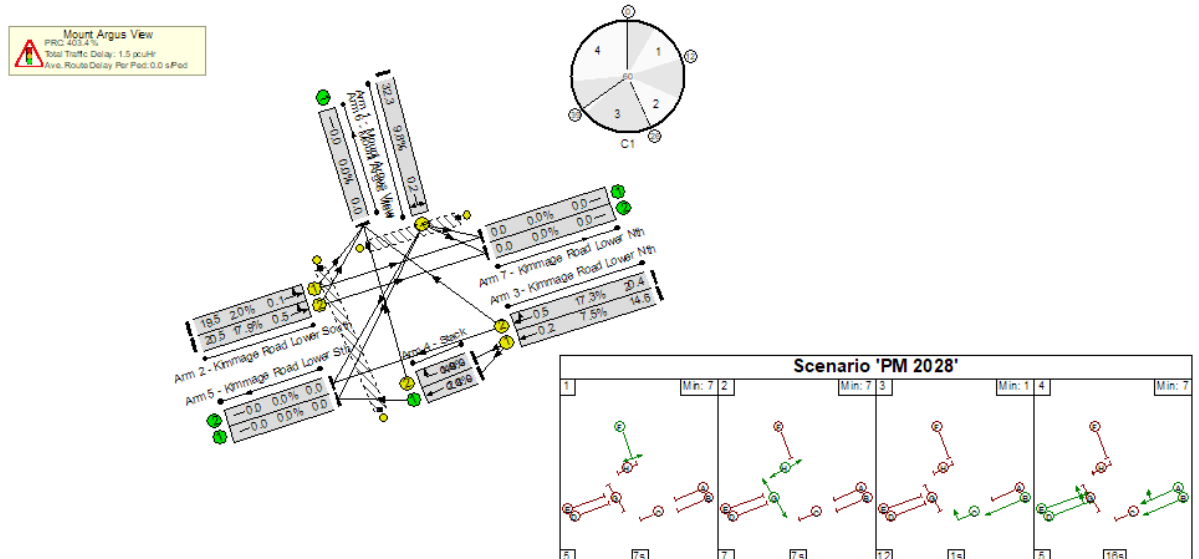 Mount Argus View
PRC: 403.4 %
Total Traffic Delay: 1.5 pcuHr
Ave. Route Delay Per Ped: 0.0 s/Ped
0
4
1
12
60
2
3
26
C1
32.3
9.8%
0.2
0.0
0.0%
0.0
Arm 1 - Mount Argus View
0.0 0.0% 0.0
0.0 0.0% 0.0
Arm 7 - Kimmage Road Lower Nth
Arm 3 - Kimmage Road Lower Nth
0.5 17.3% 20.4
0.2 7.5% 14.6
19.5 2.0% 0.1
20.5 17.9% 0.5
Arm 2 - Kimmage Road Lower South
Arm 4 - Stack
Arm 5 - Kimmage Road Lower Sth
0.0 0.0% 0.0
0.0 0.0% 0.0
Scenario 'PM 2028'
1 Min: 7 2 Min: 7 3 Min: 1 4 Min: 7
5 7s 7 7s 12 1s 5 16s